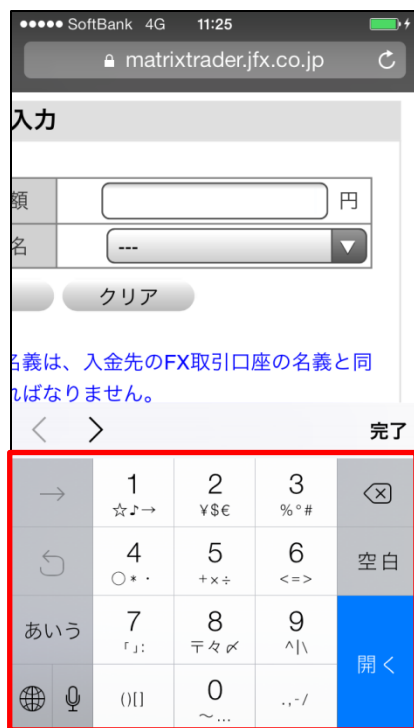 SoftBank 4G 11:25
matrixtrader.jfx.co.jp
入力
額 円
名 ---
クリア
名義は、入金先のFX取引口座の名義と同
ればなりません。
完了
→ 1 2 3
☆♪→ ¥$€ %°#
4 5 6 空白
○*・ +×÷ <=>
あいう 7 8 9
「」: 〒々〆 ^|\
開く
()[] 0 .,-/
~…